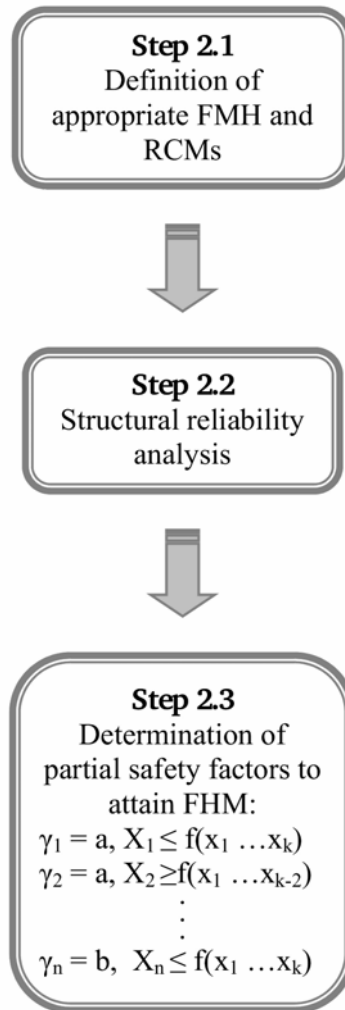 Step 2.1
Definition of
appropriate FMH and
RCMs
Step 2.2
Structural reliability
analysis
Step 2.3
Determination of
partial safety factors to
attain FHM:
γ₁ = a, X₁ ≤ f(x₁ …xₖ)
γ₂ = a, X₂ ≥f(x₁ …xₖ₋₂)
.
.
.
γₙ = b, Xₙ ≤ f(x₁ …xₖ)